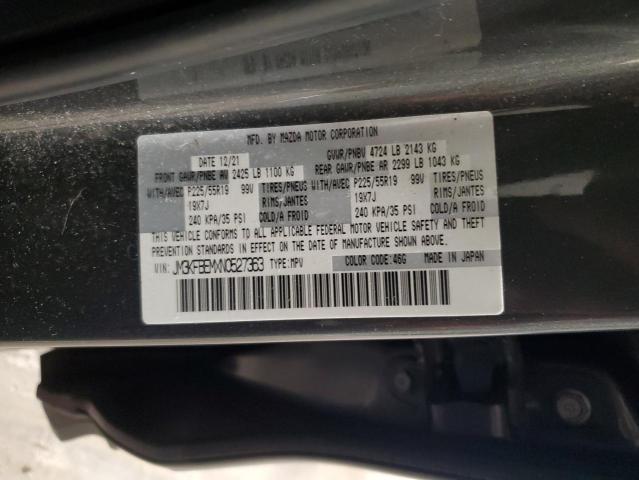 MFD. BY MAZDA MOTOR CORPORATION
DATE 12/21 GVWR/PNBV 4724 LB 2143 KG
FRONT GAWR/PNBE AV 2425 LB 1100 KG REAR GAWR/PNBE AR 2299 LB 1043 KG
WITH/AVEC P225/55R19 99V TIRES/PNEUS WITH/AVEC P225/55R19 99V TIRES/PNEUS
19X7J RIMS/JANTES 19X7J RIMS/JANTES
240 KPA/35 PSI COLD/A FROID 240 KPA/35 PSI COLD/A FROID
THIS VEHICLE CONFORMS TO ALL APPLICABLE FEDERAL MOTOR VEHICLE SAFETY AND THEFT
PREVENTION STANDARDS IN EFFECT ON THE DATE OF MANUFACTURE SHOWN ABOVE.
VIN: JM3KFBEMXN0527363 TYPE:MPV COLOR CODE:46G MADE IN JAPAN